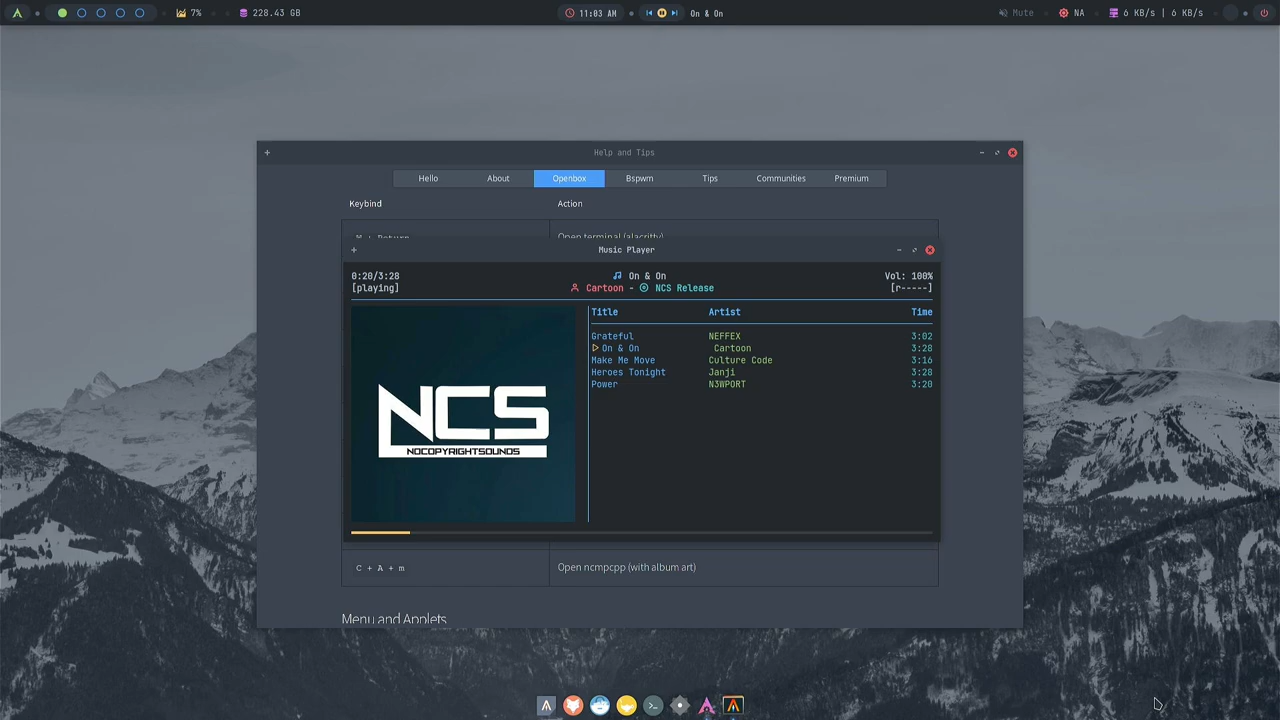 7% 228.43 GB 11:03 AM On & On Mute NA 6 KB/s | 6 KB/s
Help and Tips
Hello About Openbox Bspwm Tips Communities Premium
Keybind Action
Open terminal (alacritty)
Music Player
0:20/3:28 On & On Vol: 100%
[playing] Cartoon - NCS Release [r-----]
Title Artist Time
Grateful NEFFEX 3:02
On & On Cartoon 3:28
Make Me Move Culture Code 3:16
Heroes Tonight Janji 3:28
Power N3WPORT 3:20
NCS
NOCOPYRIGHTSOUNDS
C + A + m Open ncmpcpp (with album art)
Menu and Applets